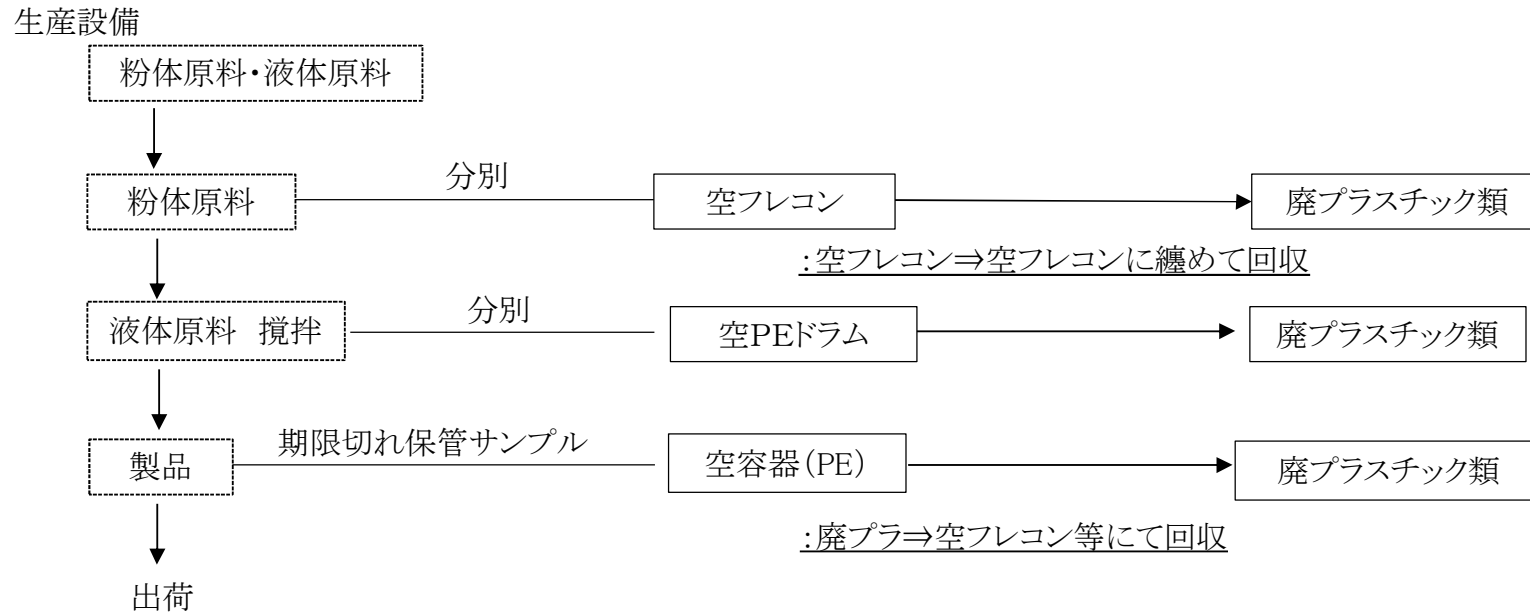 生産設備
粉体原料・液体原料
粉体原料
分別
空フレコン
廃プラスチック類
:空フレコン⇒空フレコンに纏めて回収
液体原料　撹拌
分別
空PEドラム
廃プラスチック類
製品
期限切れ保管サンプル
空容器(PE)
廃プラスチック類
:廃プラ⇒空フレコン等にて回収
出荷